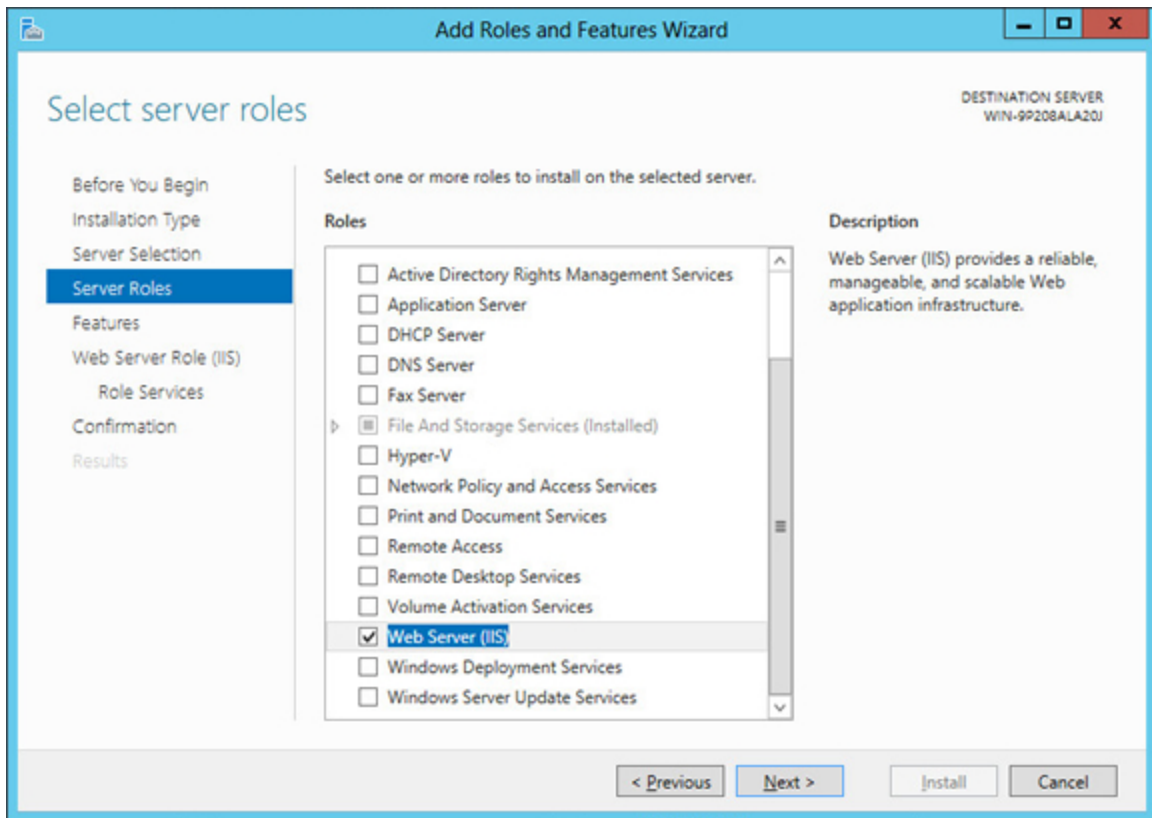 Add Roles and Features Wizard
Select server roles
DESTINATION SERVER
WIN-9P208ALA20J
Before You Begin
Installation Type
Server Selection
Server Roles
Features
Web Server Role (IIS)
Role Services
Confirmation
Results
Select one or more roles to install on the selected server.
Roles
Active Directory Rights Management Services
Application Server
DHCP Server
DNS Server
Fax Server
File And Storage Services (Installed)
Hyper-V
Network Policy and Access Services
Print and Document Services
Remote Access
Remote Desktop Services
Volume Activation Services
Web Server (IIS)
Windows Deployment Services
Windows Server Update Services
Description
Web Server (IIS) provides a reliable,
manageable, and scalable Web
application infrastructure.
< Previous
Next >
Install
Cancel